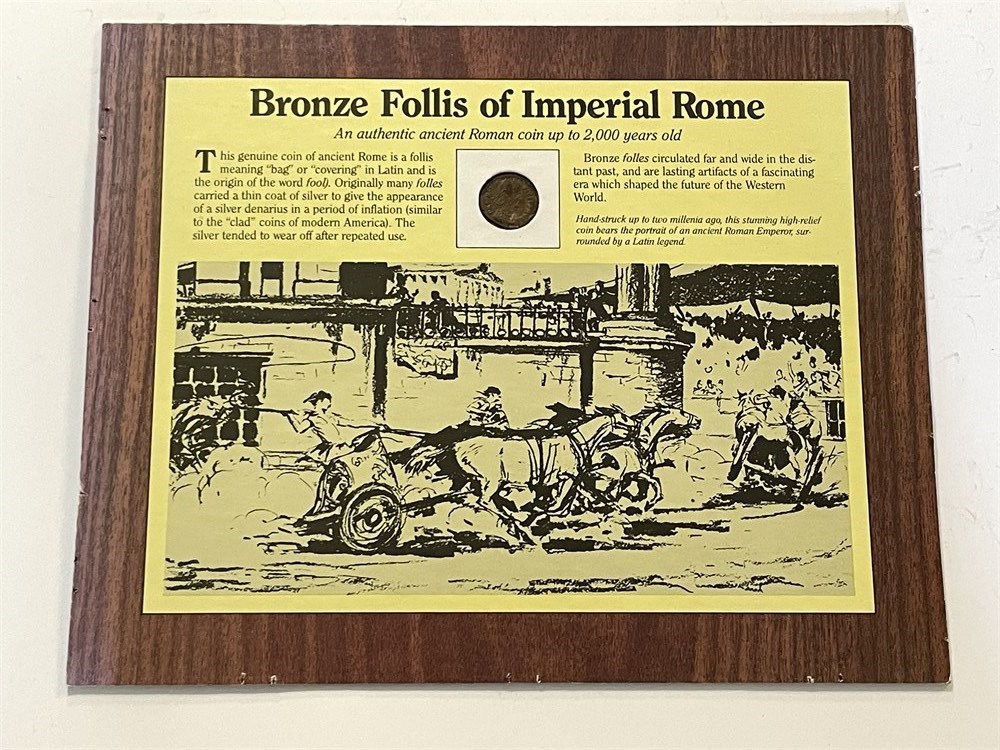 Bronze Follis of Imperial Rome
An authentic ancient Roman coin up to 2,000 years old
This genuine coin of ancient Rome is a follis
meaning "bag" or "covering" in Latin and is
the origin of the word fool). Originally many folles
carried a thin coat of silver to give the appearance
of a silver denarius in a period of inflation (similar
to the "clad" coins of modern America). The
silver tended to wear off after repeated use.
Bronze folles circulated far and wide in the dis-
tant past, and are lasting artifacts of a fascinating
era which shaped the future of the Western
World.
Hand-struck up to two millenia ago, this stunning high-relief
coin bears the portrait of an ancient Roman Emperor, sur-
rounded by a Latin legend.